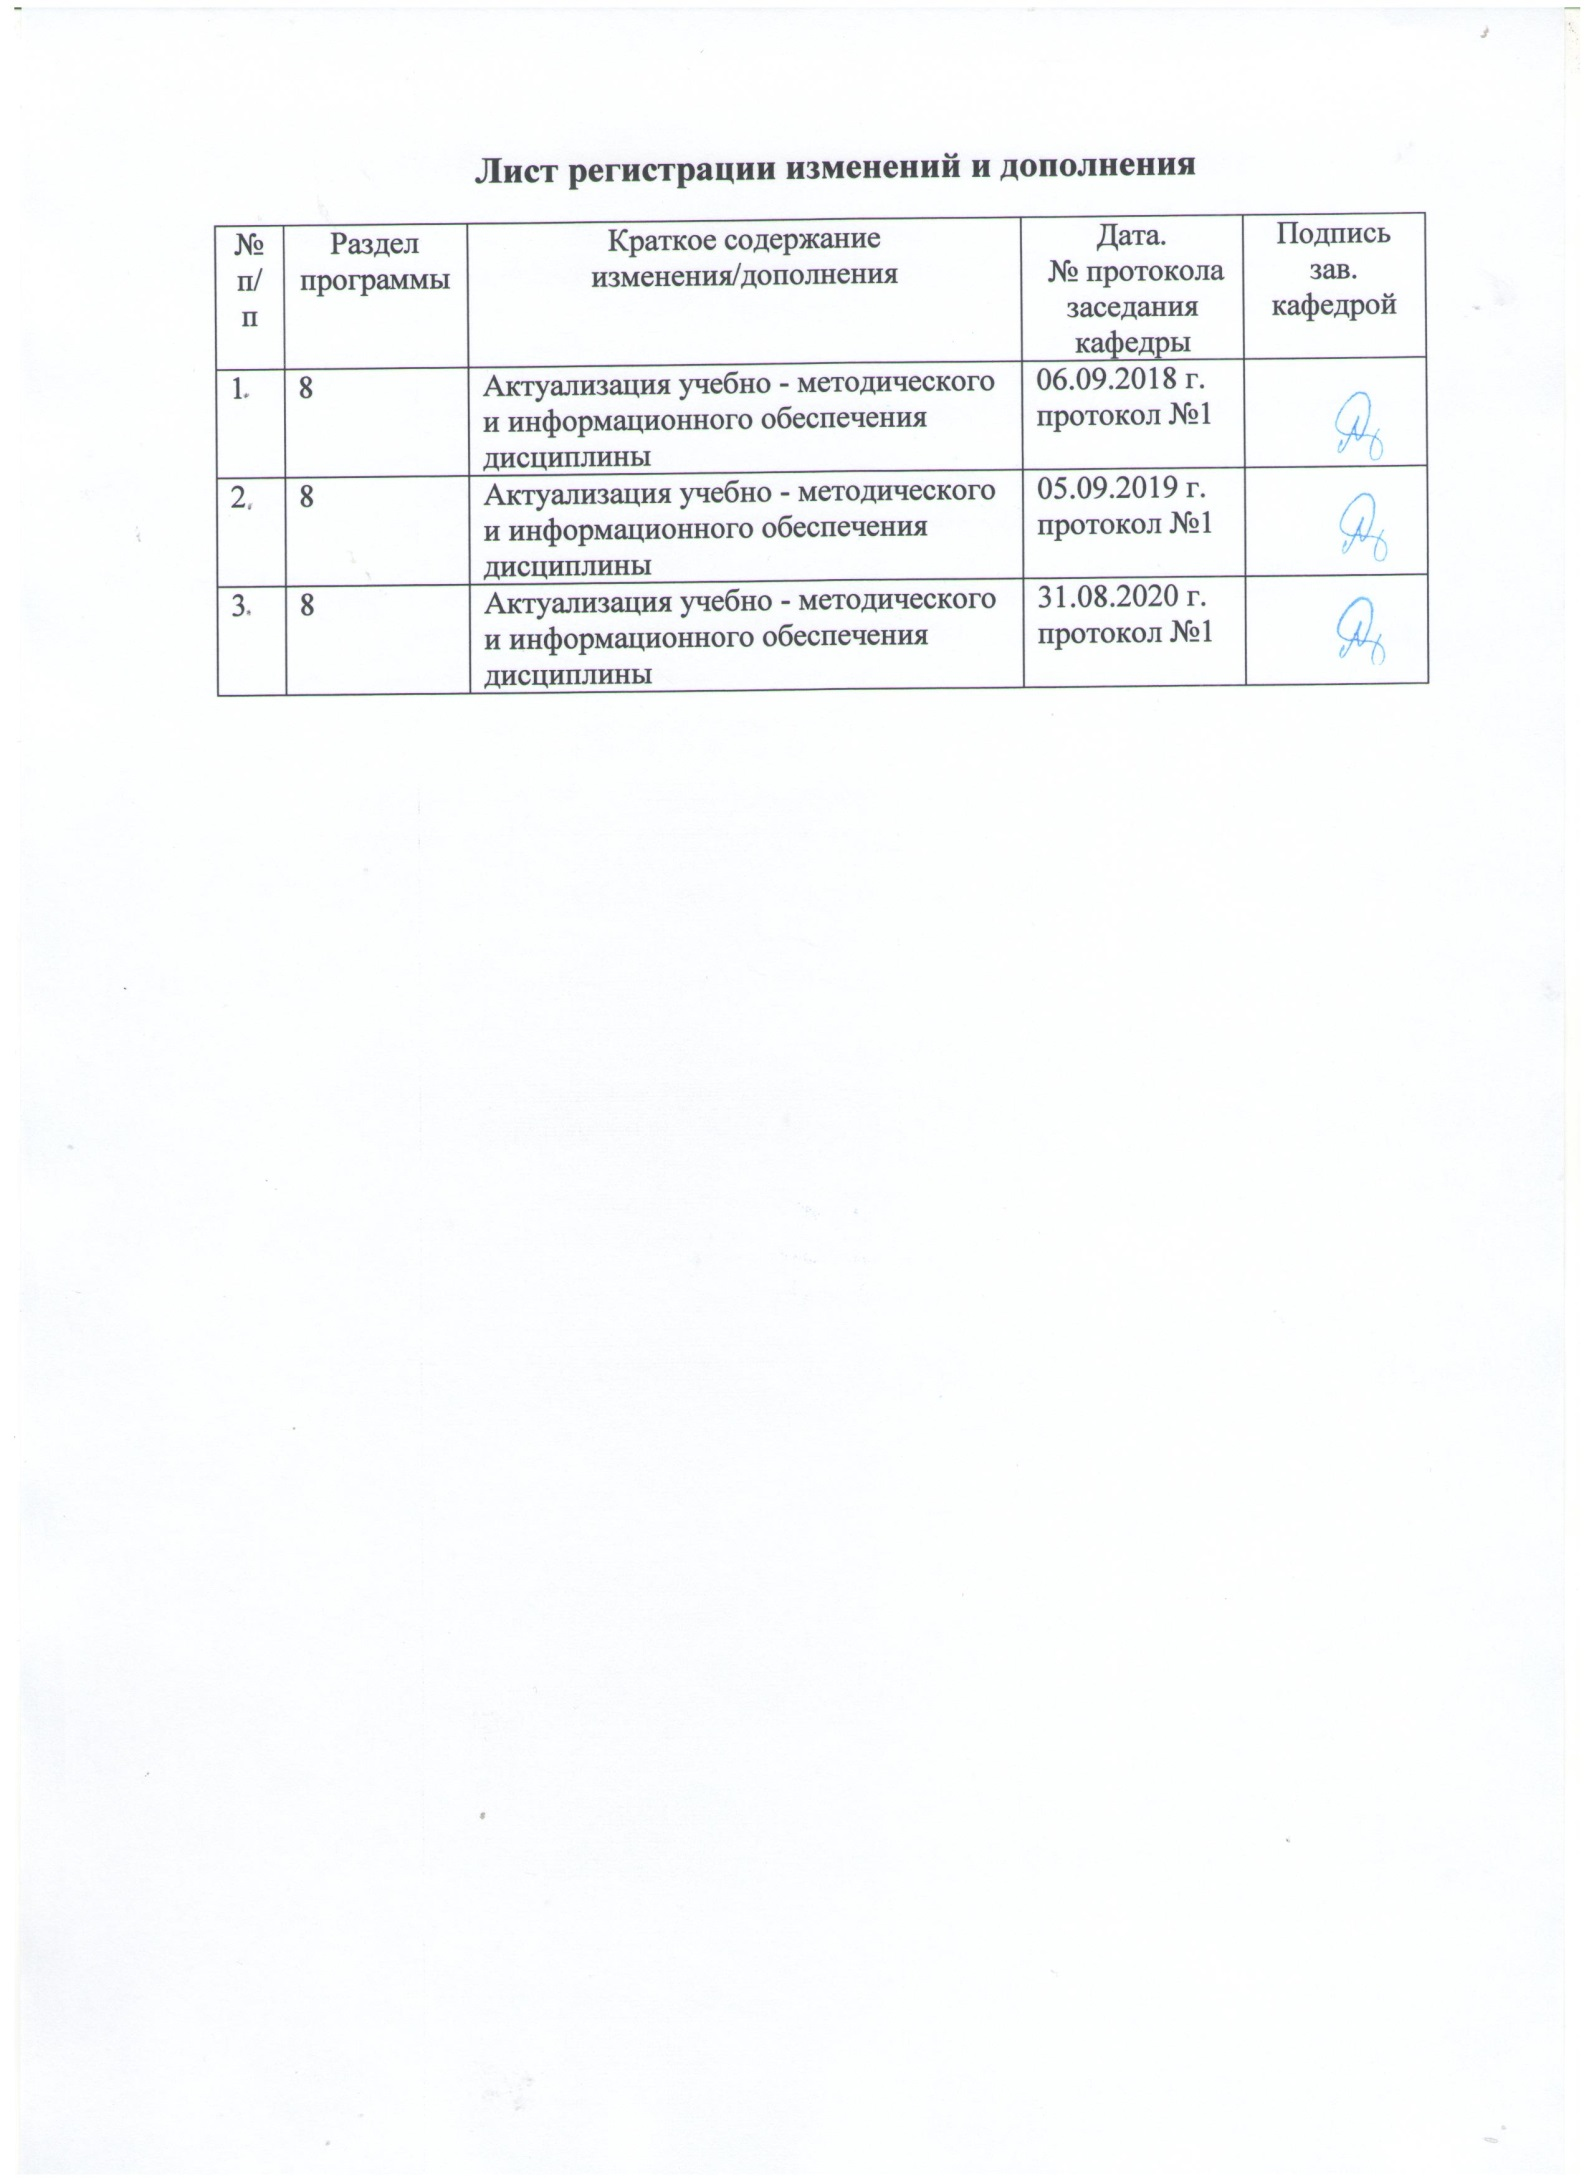 Лист регистрации изменений и дополнения
№
п/
п
Раздел
программы
Краткое содержание
изменения/дополнения
Дата.
№ протокола
заседания
кафедры
Подпись
зав.
кафедрой
1.
8
Актуализация учебно - методического
и информационного обеспечения
дисциплины
06.09.2018 г.
протокол №1
2.
8
Актуализация учебно - методического
и информационного обеспечения
дисциплины
05.09.2019 г.
протокол №1
3.
8
Актуализация учебно - методического
и информационного обеспечения
дисциплины
31.08.2020 г.
протокол №1